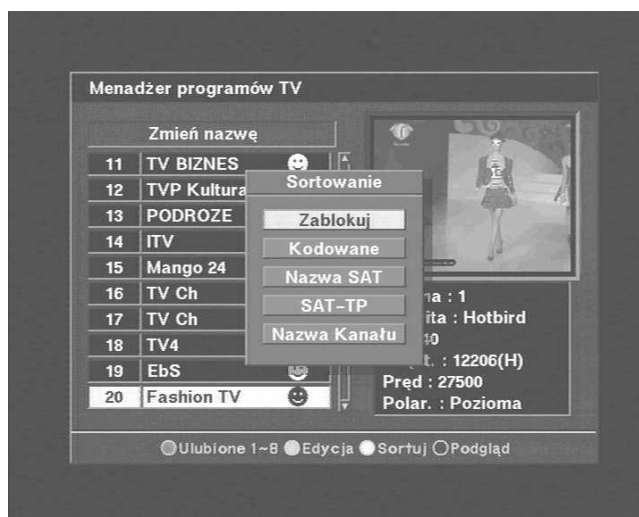 Menadżer programów TV
Zmień nazwę
11 TV BIZNES
12 TVP Kultura
13 PODROZE
14 ITV
15 Mango 24
16 TV Ch
17 TV Ch
18 TV4
19 EbS
20 Fashion TV
Sortowanie
Zablokuj
Kodowane
Nazwa SAT
SAT-TP
Nazwa Kanału
: 1
: Hotbird
: 12206(H)
Pręd : 27500
Polar. : Pozioma
Ulubione 1~8 Edycja Sortuj Podgląd